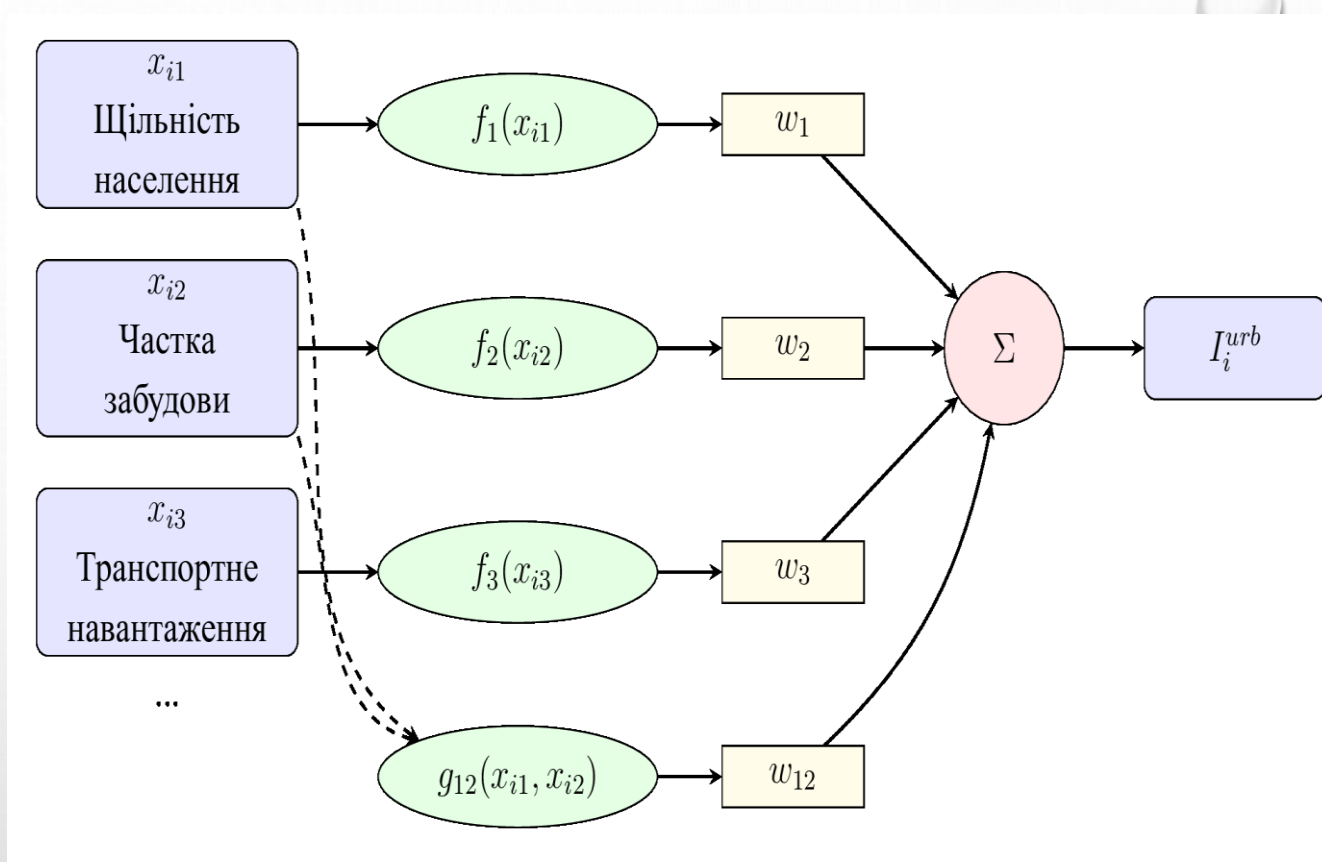 x_{i1}
Щільність
населення
f_1(x_{i1})
w_1
x_{i2}
Частка
забудови
f_2(x_{i2})
w_2
Σ
I_i^{urb}
x_{i3}
Транспортне
навантаження
f_3(x_{i3})
w_3
...
g_{12}(x_{i1}, x_{i2})
w_{12}